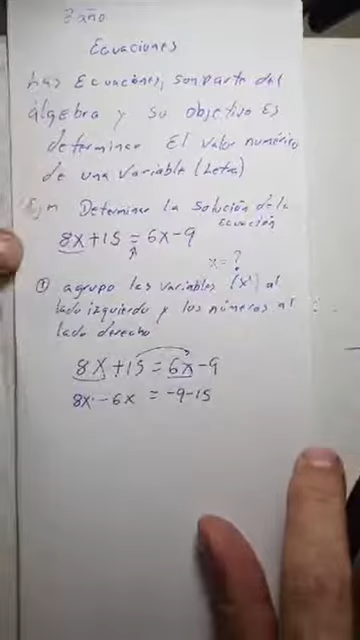 3 año
Ecuaciones
Las Ecuaciones, son parte del
álgebra y su objetivo Es
determinar El valor numérico
de una Variable (Letra)
Ejm Determinar la solución de la
ecuación
8x+15=6x-9
x=?
① agrupo las variables (x') al
lado izquierdo y los números al
lado derecho
8x+15=6x-9
8x-6x = -9-15